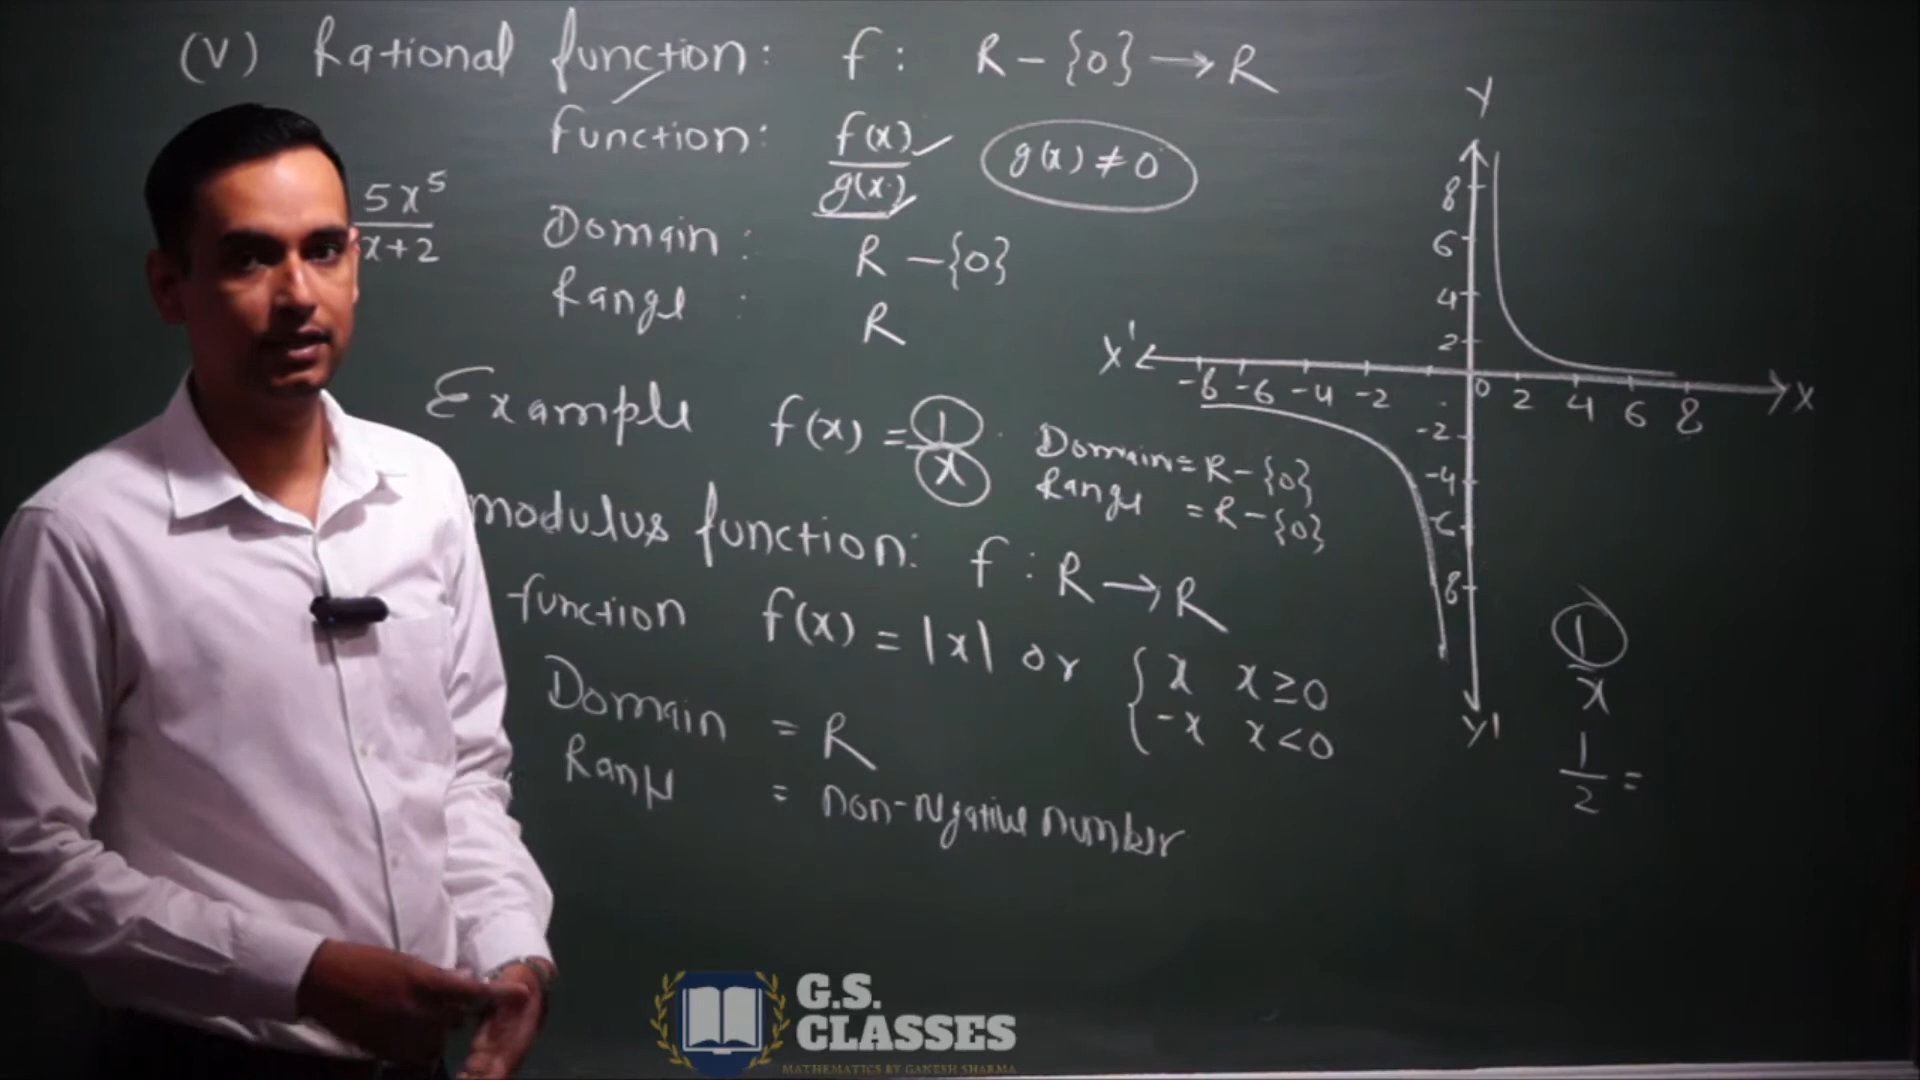 (V) Rational function: f: R - {0} → R
function: f(x)/g(x) g(x) ≠ 0
5x⁵/x+2
Domain: R - {0}
Range: R
Example f(x) = 1/x Domain = R - {0}
Range = R - {0}
modulus function: f: R → R
function f(x) = |x| or { x x ≥ 0
-x x < 0
Domain = R
Range = non-negative number
Y
8
6
4
2
X' -6 -6 -4 -2 0 2 4 6 8 X
-2
-4
-6
8
Y'
1/x
1/2 =
G.S.
CLASSES
MATHEMATICS BY GANESH SHARMA